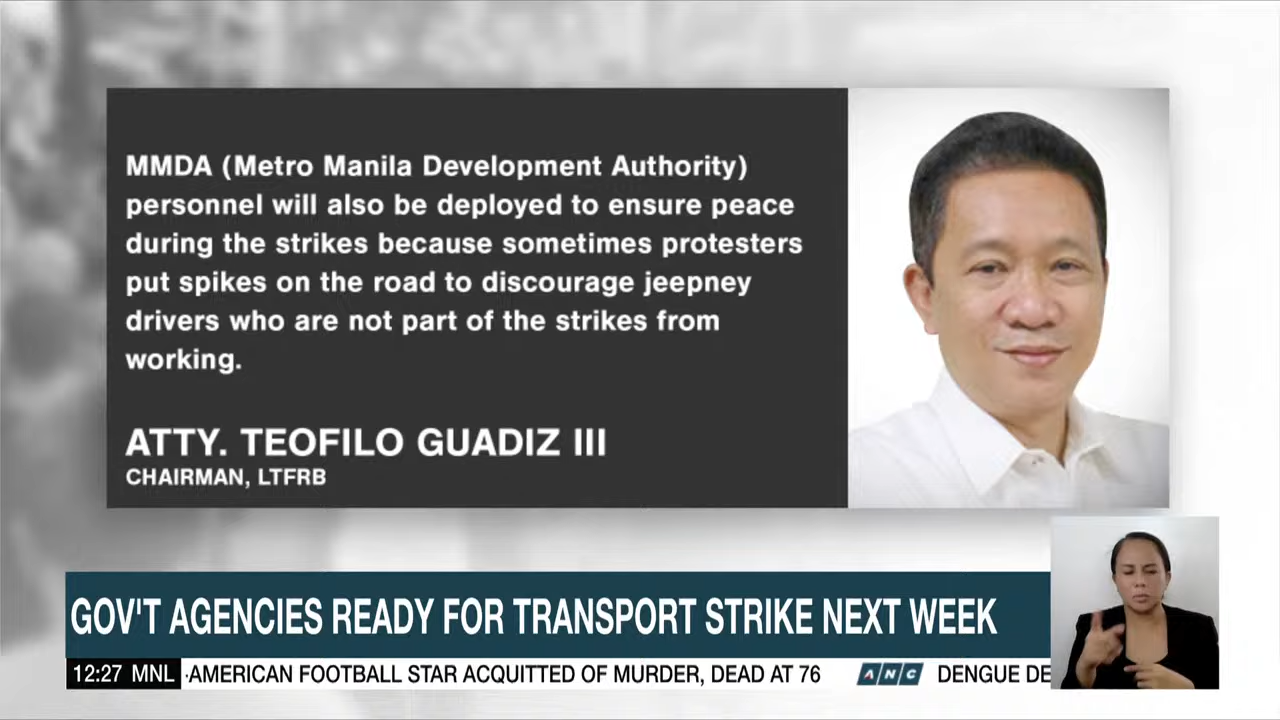 MMDA (Metro Manila Development Authority)
personnel will also be deployed to ensure peace
during the strikes because sometimes protesters
put spikes on the road to discourage jeepney
drivers who are not part of the strikes from
working.
ATTY. TEOFILO GUADIZ III
CHAIRMAN, LTFRB
GOV'T AGENCIES READY FOR TRANSPORT STRIKE NEXT WEEK
12:27 MNL ·AMERICAN FOOTBALL STAR ACQUITTED OF MURDER, DEAD AT 76 ANC DENGUE DE